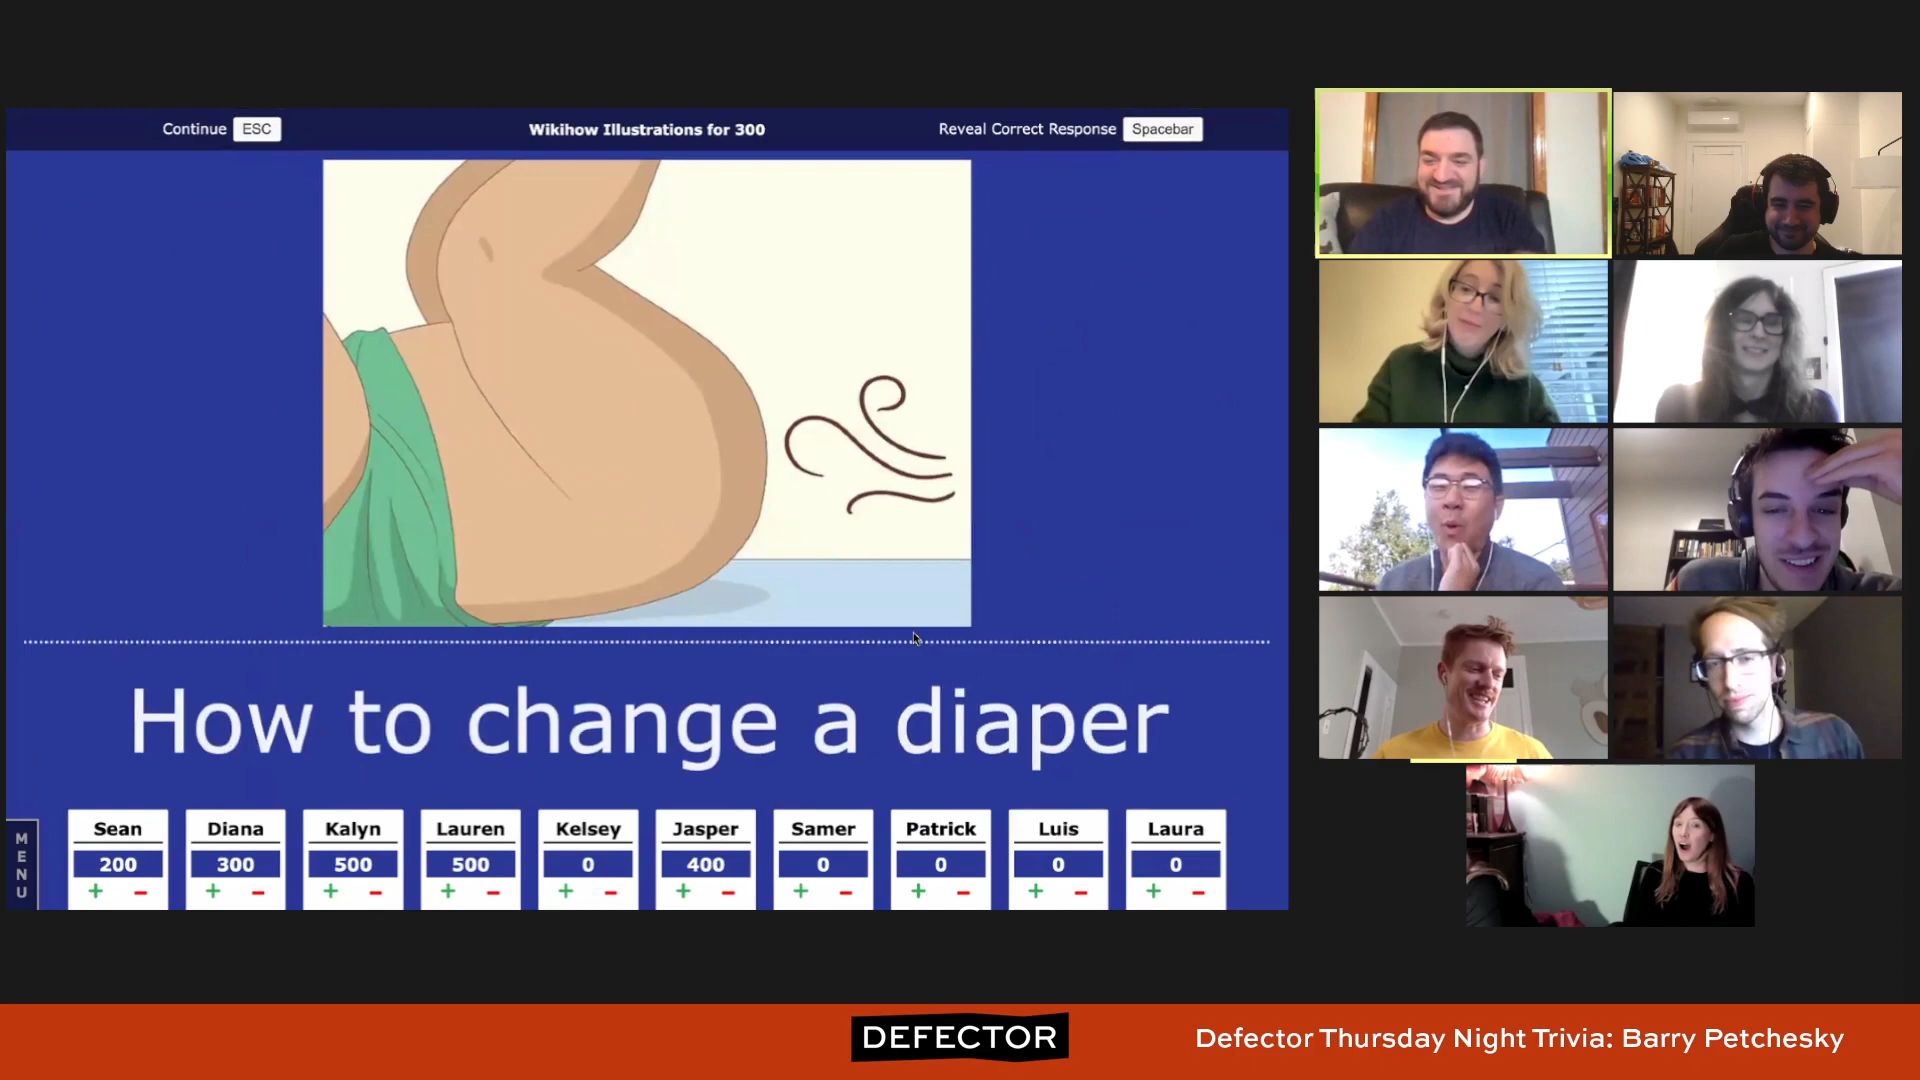 Continue ESC
Wikihow Illustrations for 300
Reveal Correct Response Spacebar
How to change a diaper
MENU
Sean Diana Kalyn Lauren Kelsey Jasper Samer Patrick Luis Laura
200 300 500 500 0 400 0 0 0 0
+ - + - + - + - + - + - + - + - + - + -
DEFECTOR
Defector Thursday Night Trivia: Barry Petchesky